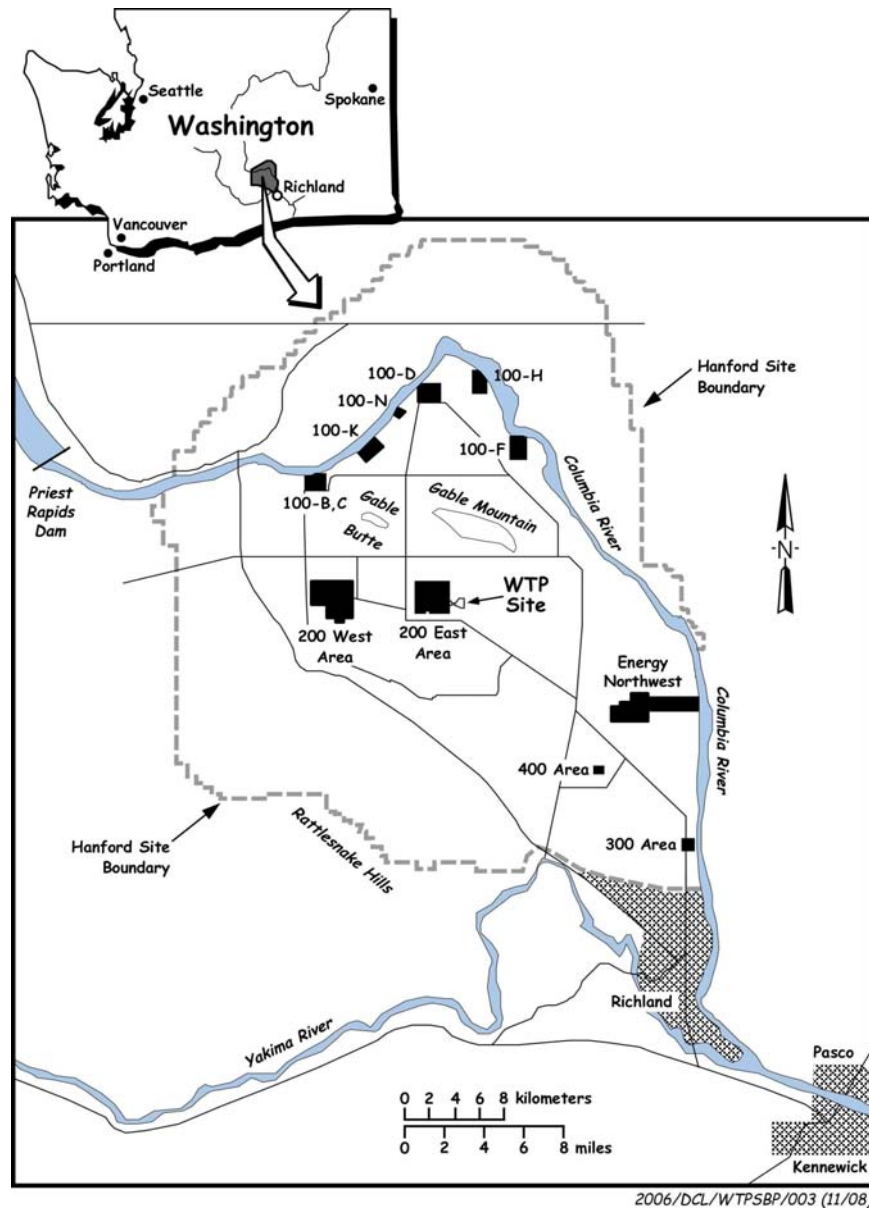 Seattle
Spokane
Washington
Richland
Vancouver
Portland
Hanford Site
Boundary
100-D
100-H
100-N
100-K
100-F
100-B,C
Priest
Rapids
Dam
Gable
Butte
Gable Mountain
Columbia River
-N-
WTP
Site
200 West
Area
200 East
Area
Energy
Northwest
Columbia River
400 Area
300 Area
Hanford Site
Boundary
Rattlesnake Hills
Richland
Yakima River
Pasco
Kennewick
0 2 4 6 8 kilometers
0 2 4 6 8 miles
2006/DCL/WTPSBP/003 (11/08)